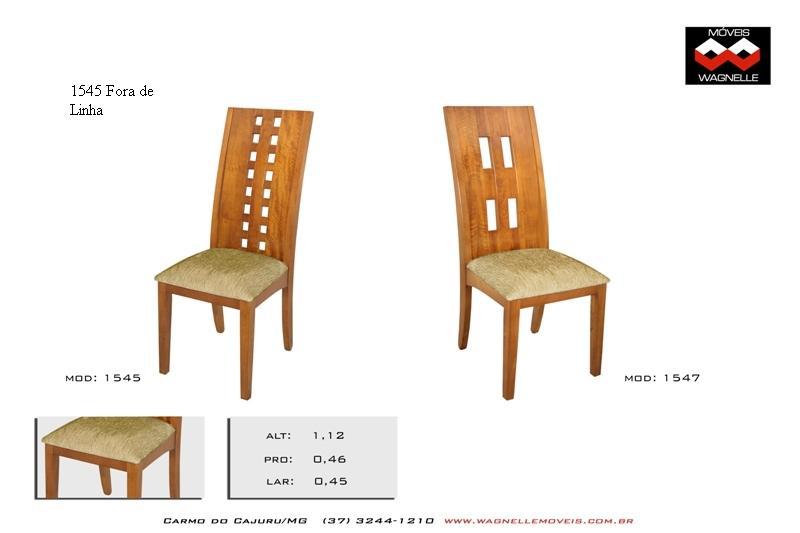 MÓVEIS
WAGNELLE
1545 Fora de
Linha
MOD: 1545
MOD: 1547
ALT: 1,12
PRO: 0,46
LAR: 0,45
CARMO DO CAJURU/MG (37) 3244-1210 WWW.WAGNELLEMOVEIS.COM.BR